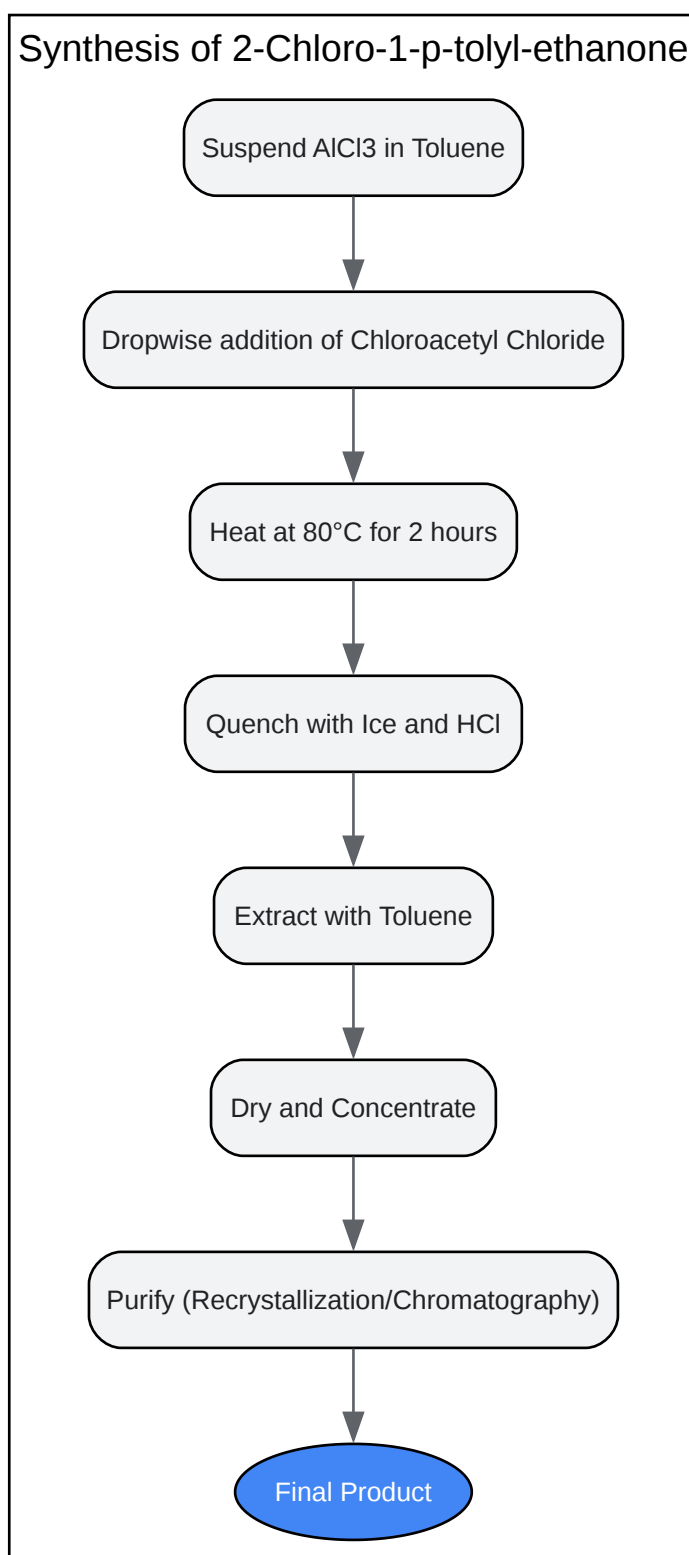 Synthesis of 2-Chloro-1-p-tolyl-ethanone
Suspend AlCl3 in Toluene
Dropwise addition of Chloroacetyl Chloride
Heat at 80°C for 2 hours
Quench with Ice and HCl
Extract with Toluene
Dry and Concentrate
Purify (Recrystallization/Chromatography)
Final Product